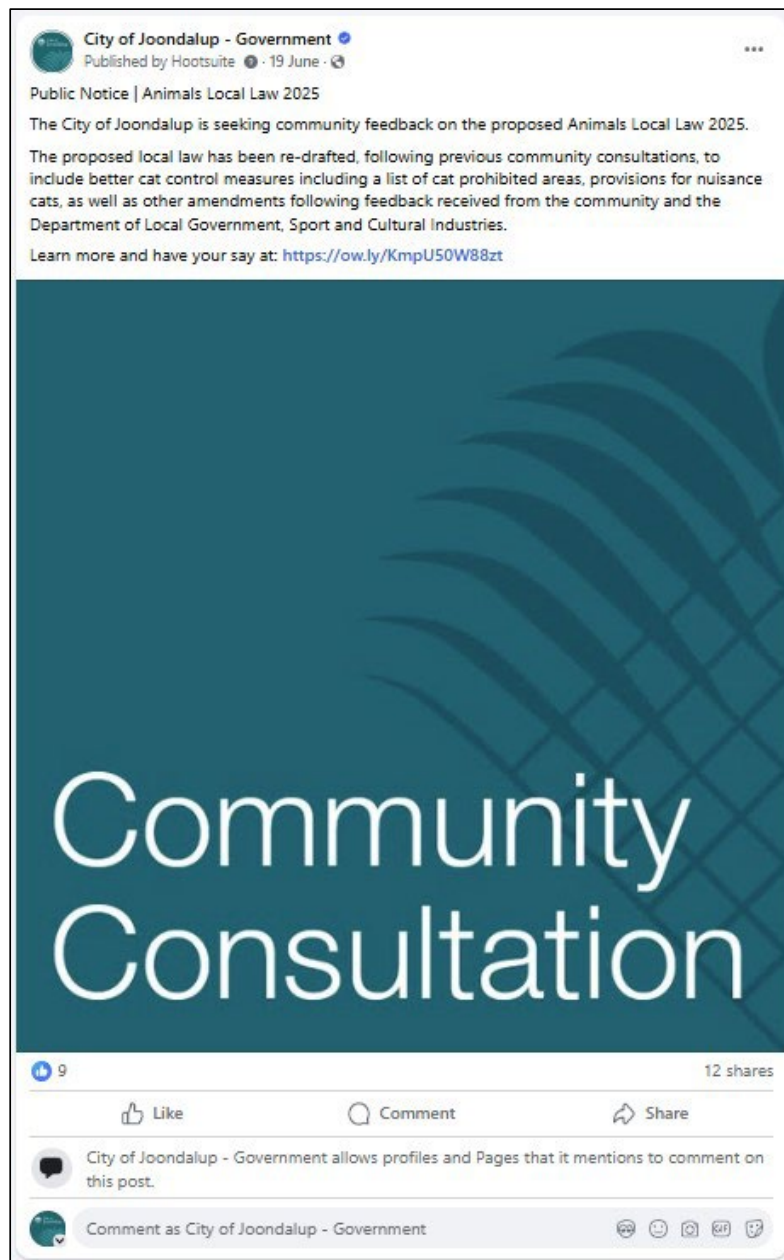 City of Joondalup - Government
Published by Hootsuite · 19 June ·
Public Notice | Animals Local Law 2025
The City of Joondalup is seeking community feedback on the proposed Animals Local Law 2025.
The proposed local law has been re-drafted, following previous community consultations, to
include better cat control measures including a list of cat prohibited areas, provisions for nuisance
cats, as well as other amendments following feedback received from the community and the
Department of Local Government, Sport and Cultural Industries.
Learn more and have your say at: https://ow.ly/KmpU50W88zt
Community
Consultation
9 12 shares
Like Comment Share
City of Joondalup - Government allows profiles and Pages that it mentions to comment on
this post.
Comment as City of Joondalup - Government GIF